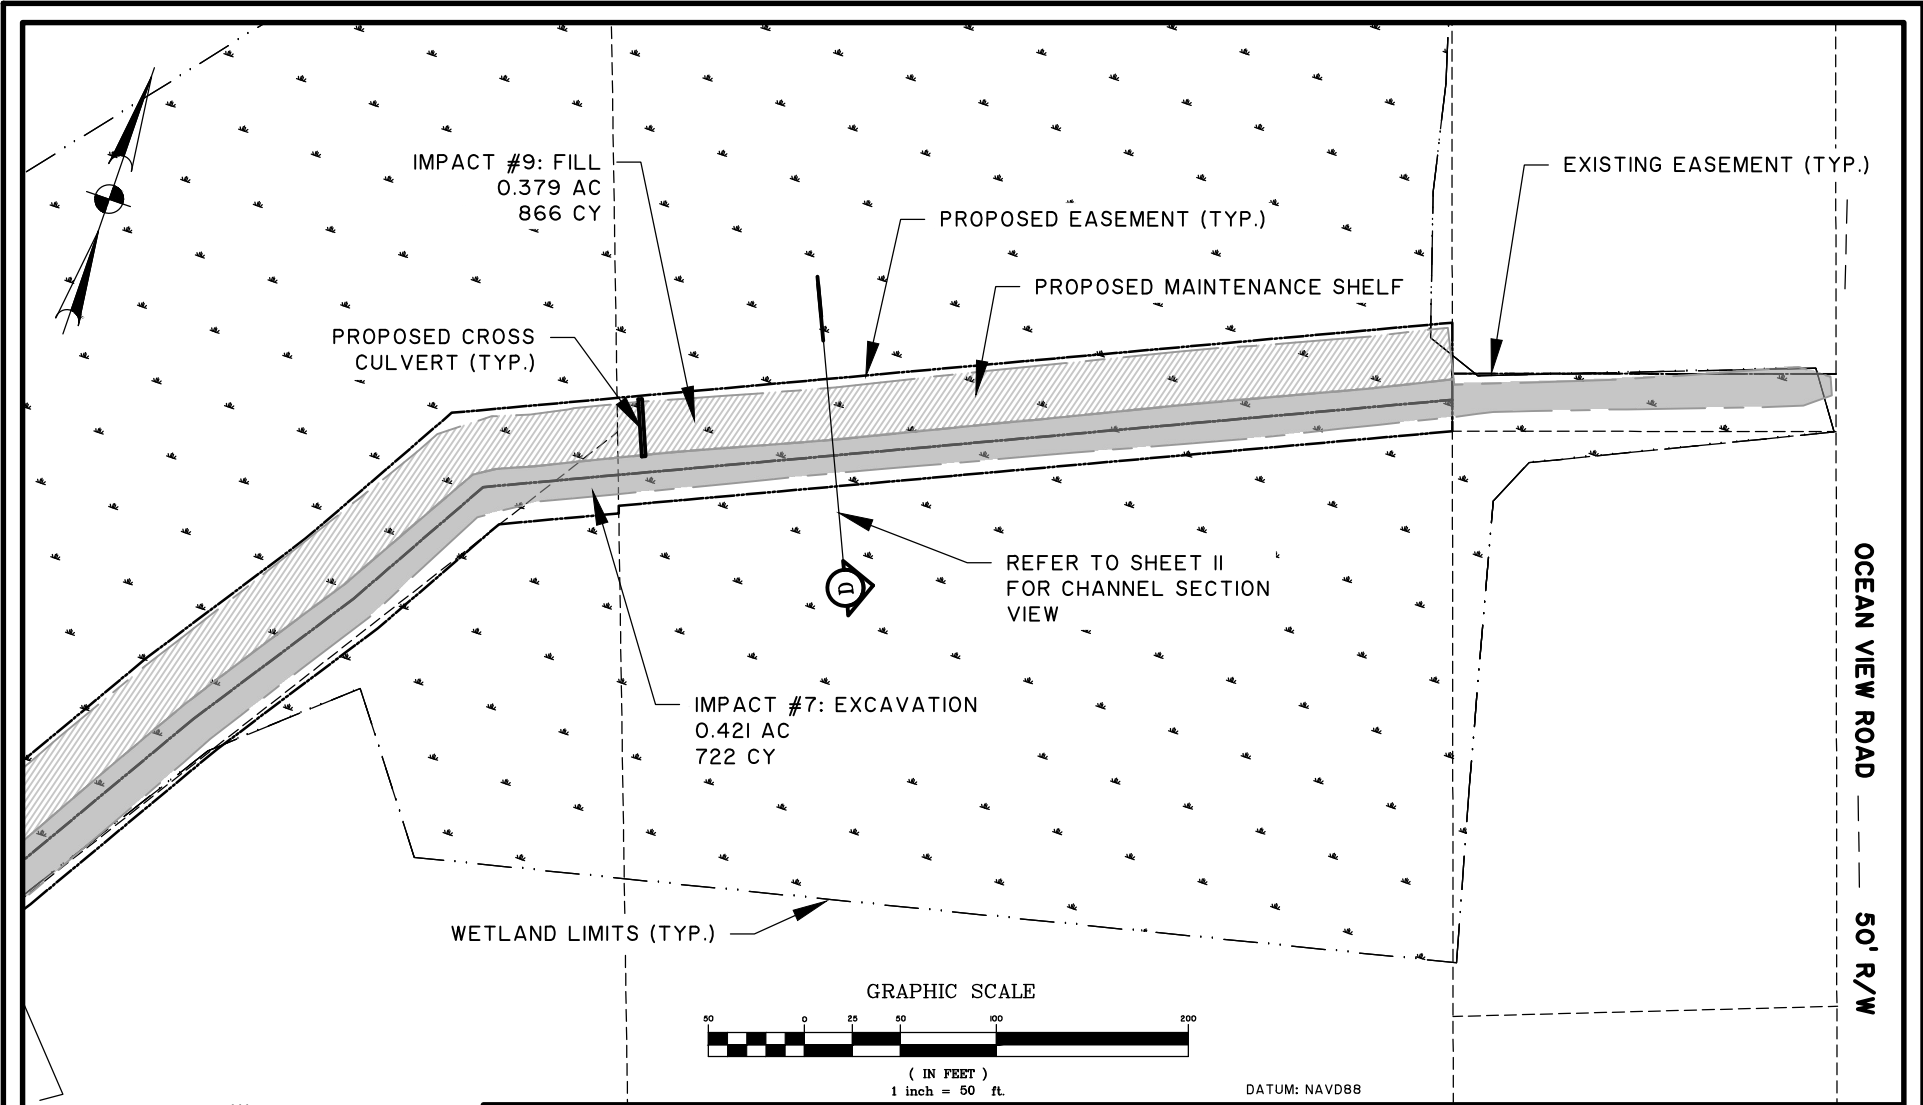 IMPACT #9: FILL
0.379 AC
866 CY
EXISTING EASEMENT (TYP.)
PROPOSED EASEMENT (TYP.)
PROPOSED MAINTENANCE SHELF
PROPOSED CROSS
CULVERT (TYP.)
REFER TO SHEET 11
FOR CHANNEL SECTION
VIEW
D
IMPACT #7: EXCAVATION
0.421 AC
722 CY
OCEAN VIEW ROAD
50' R/W
WETLAND LIMITS (TYP.)
GRAPHIC SCALE
50 0 25 50 100 200
( IN FEET )
1 inch = 50 ft.
DATUM: NAVD88